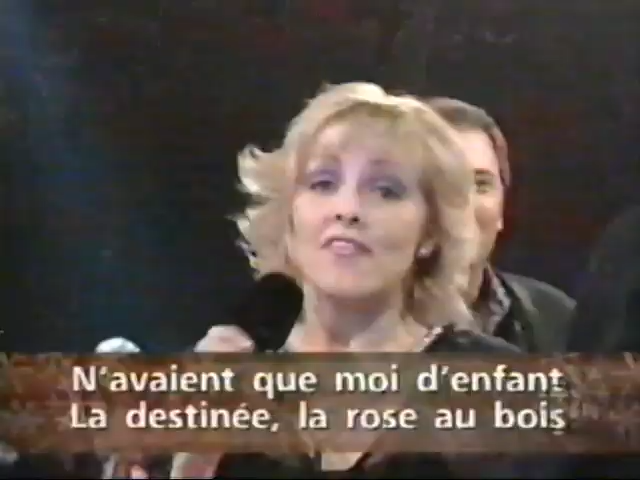 N'avaient que moi d'enfant
La destinée, la rose au bois